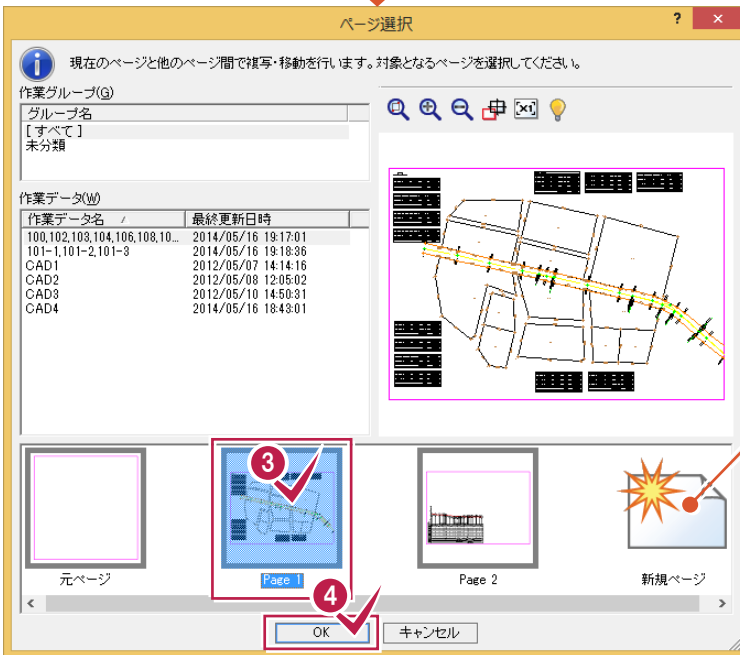 ページ選択
? ×
現在のページと他のページ間で複写・移動を行います。対象となるページを選択してください。
作業グループ(G)
グループ名
[すべて]
未分類
作業データ(W)
作業データ名 最終更新日時
100,102,103,104,106,108,10... 2014/05/16 19:17:01
101-1,101-2,101-3 2014/05/16 19:18:36
CAD1 2012/05/07 14:14:16
CAD2 2012/05/08 12:05:02
CAD3 2012/05/10 14:50:31
CAD4 2014/05/16 18:43:01
×1
3
元ページ
Page 1
Page 2
新規ページ
4
OK
キャンセル